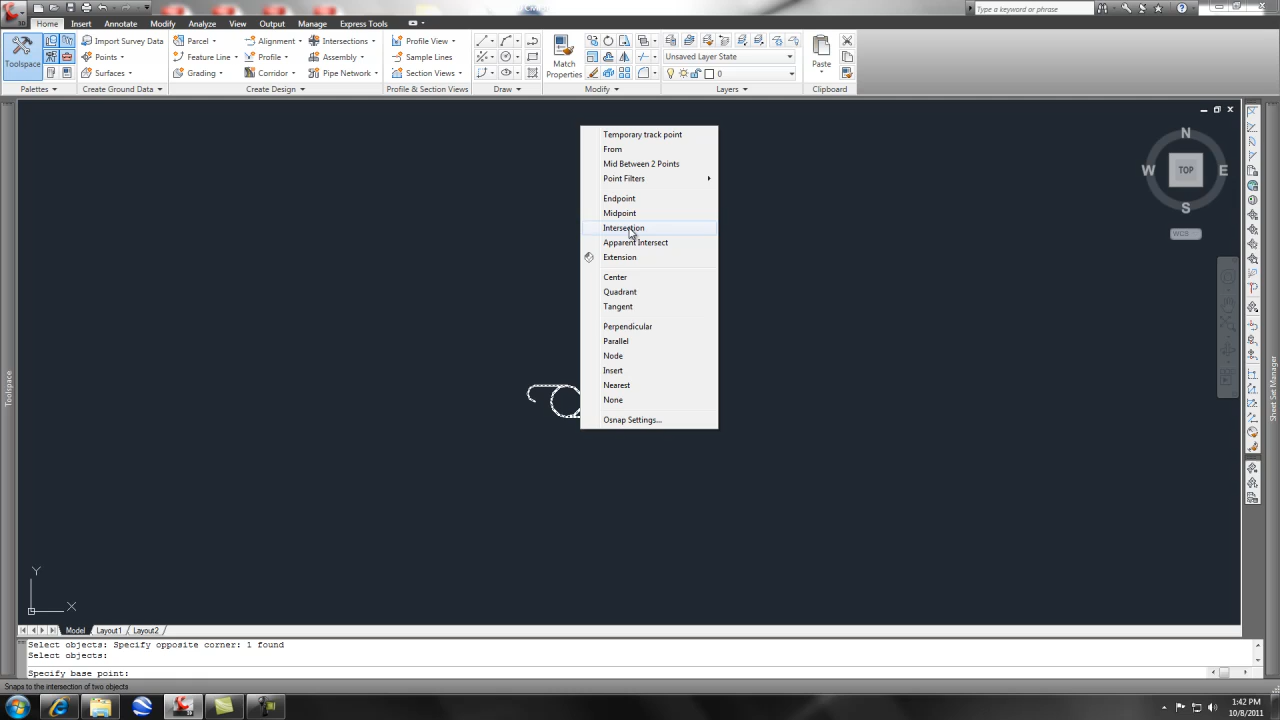 Type a keyword or phrase
Home Insert Annotate Modify Analyze View Output Manage Express Tools
Toolspace
Import Survey Data
Points
Surfaces
Parcel
Feature Line
Grading
Alignment
Profile
Corridor
Intersections
Assembly
Pipe Network
Profile View
Sample Lines
Section Views
Match
Properties
Unsaved Layer State
0
Paste
Palettes Create Ground Data Create Design Profile & Section Views Draw Modify Layers Clipboard
Temporary track point
From
Mid Between 2 Points
Point Filters
Endpoint
Midpoint
Intersection
Apparent Intersect
Extension
Center
Quadrant
Tangent
Perpendicular
Parallel
Node
Insert
Nearest
None
Osnap Settings...
N
W TOP E
S
WCS
Toolspace
Sheet Set Manager
Y
X
Model Layout1 Layout2
Select objects: Specify opposite corner: 1 found
Select objects:
Specify base point:
Snaps to the intersection of two objects
1:42 PM
10/8/2011